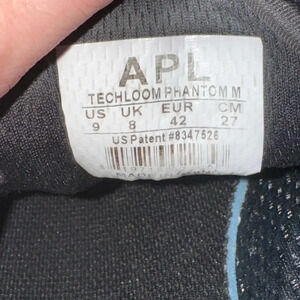 APL
TECHLOOM PHANTOM M
US UK EUR CM
9 8 42 27
US Patent #8347526